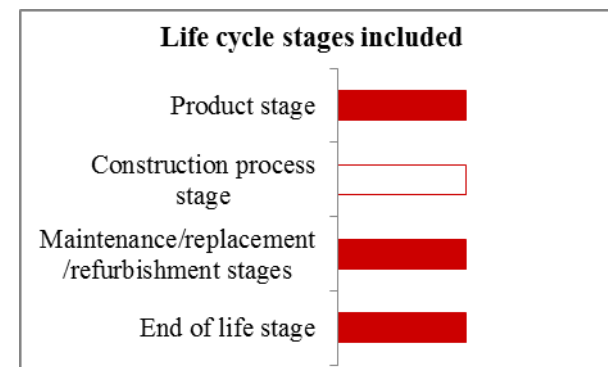 Life cycle stages included
Product stage
Construction process
stage
Maintenance/replacement
/refurbishment stages
End of life stage